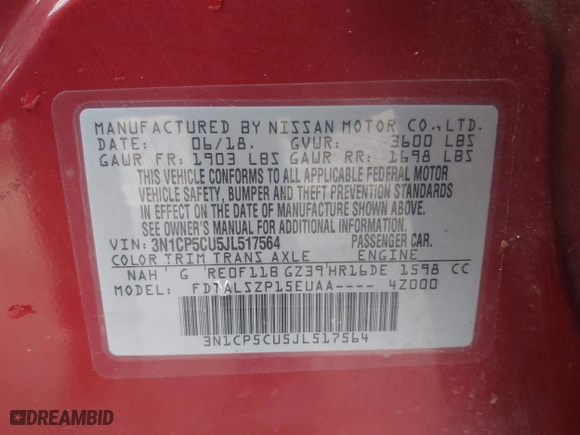 MANUFACTURED BY NISSAN MOTOR CO.,LTD.
DATE: 06/18. GVWR: 3600 LBS
GAWR FR: 1903 LBS GAWR RR: 1698 LBS
THIS VEHICLE CONFORMS TO ALL APPLICABLE FEDERAL MOTOR
VEHICLE SAFETY, BUMPER AND THEFT PREVENTION STANDARDS
IN EFFECT ON THE DATE OF MANUFACTURE SHOWN ABOVE.
SEE OWNER'S MANUAL FOR ADDITIONAL INFORMATION.
VIN: 3N1CP5CU5JL517564 PASSENGER CAR.
COLOR TRIM TRANS AXLE ENGINE
NAH G RE0F11B GZ39 HR16DE 1598 CC
MODEL: FDTALSZP15EUAA---- 4Z000
3N1CP5CU5JL517564
DREAMBID